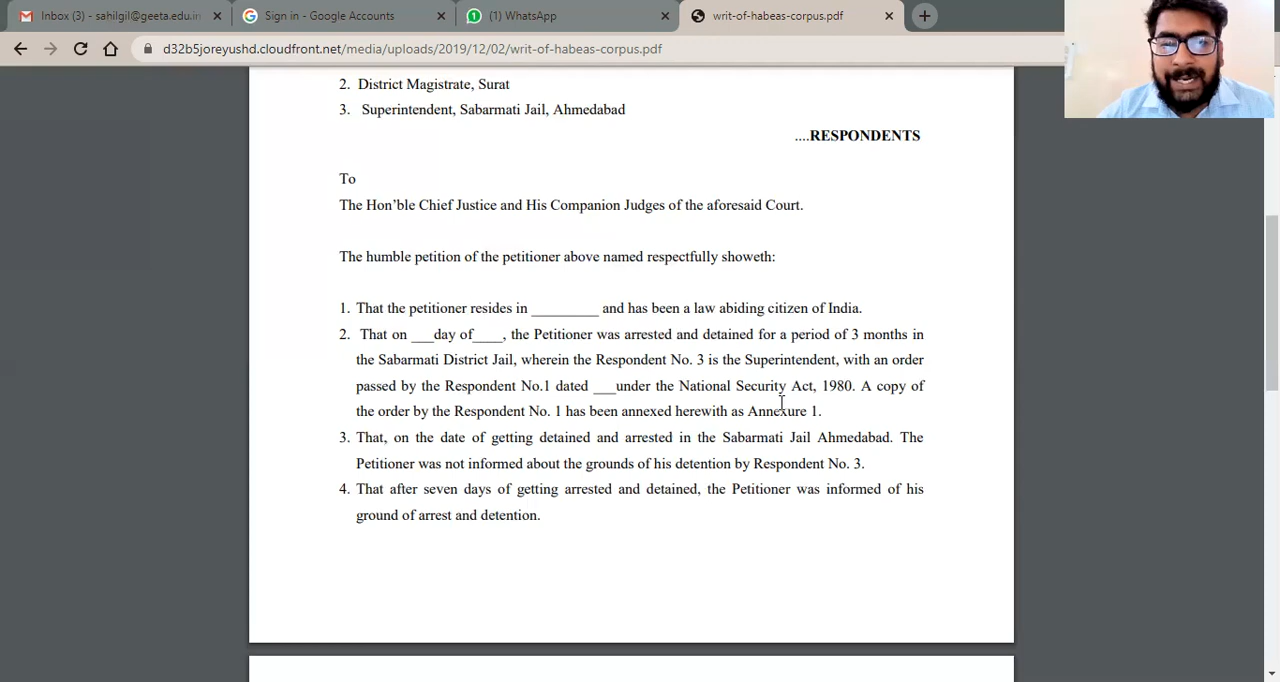 Inbox (3) - sahilgil@geeta.edu.in
Sign in - Google Accounts
(1) WhatsApp
writ-of-habeas-corpus.pdf
d32b5joreyushd.cloudfront.net/media/uploads/2019/12/02/writ-of-habeas-corpus.pdf
2. District Magistrate, Surat
3. Superintendent, Sabarmati Jail, Ahmedabad
....RESPONDENTS
To
The Hon’ble Chief Justice and His Companion Judges of the aforesaid Court.
The humble petition of the petitioner above named respectfully showeth:
1. That the petitioner resides in _________ and has been a law abiding citizen of India.
2. That on ___day of____, the Petitioner was arrested and detained for a period of 3 months in
the Sabarmati District Jail, wherein the Respondent No. 3 is the Superintendent, with an order
passed by the Respondent No.1 dated ___under the National Security Act, 1980. A copy of
the order by the Respondent No. 1 has been annexed herewith as Annexure 1.
3. That, on the date of getting detained and arrested in the Sabarmati Jail Ahmedabad. The
Petitioner was not informed about the grounds of his detention by Respondent No. 3.
4. That after seven days of getting arrested and detained, the Petitioner was informed of his
ground of arrest and detention.